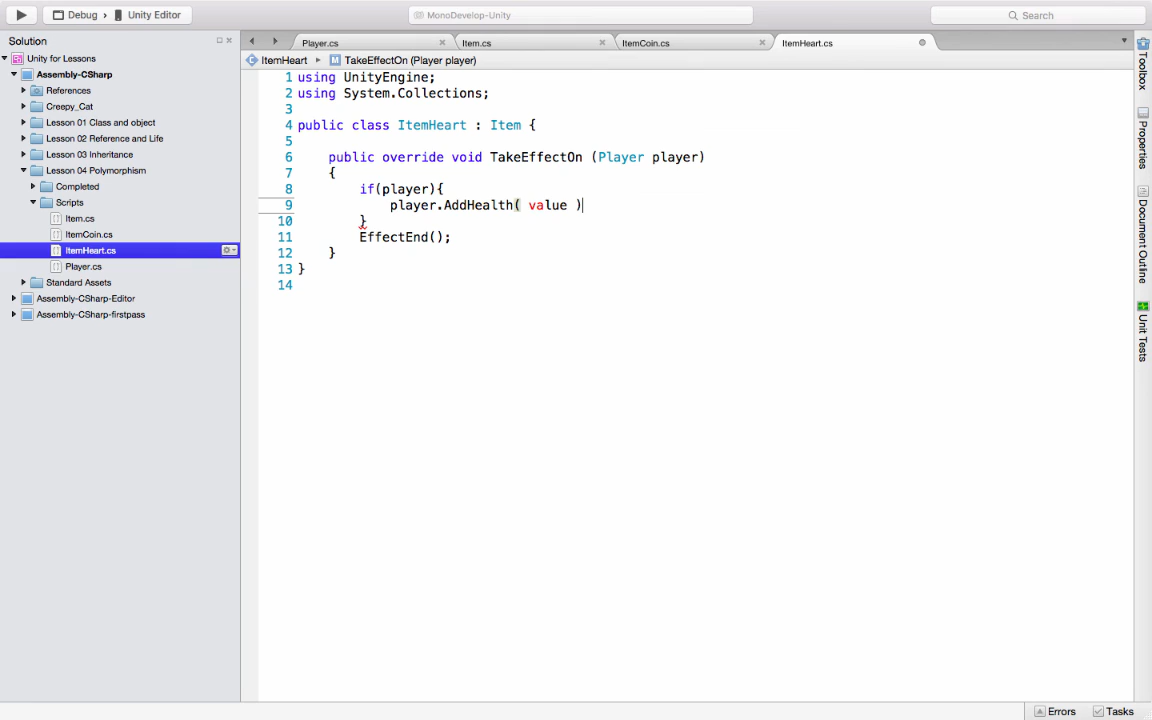 Debug › Unity Editor
MonoDevelop-Unity
Search
Solution
Player.cs
Item.cs
ItemCoin.cs
ItemHeart.cs
ItemHeart
TakeEffectOn (Player player)
Unity for Lessons
Assembly-CSharp
References
Creepy_Cat
Lesson 01 Class and object
Lesson 02 Reference and Life
Lesson 03 Inheritance
Lesson 04 Polymorphism
Completed
Scripts
Item.cs
ItemCoin.cs
ItemHeart.cs
Player.cs
Standard Assets
Assembly-CSharp-Editor
Assembly-CSharp-firstpass
1 using UnityEngine;
2 using System.Collections;
3
4 public class ItemHeart : Item {
5
6 public override void TakeEffectOn (Player player)
7 {
8 if(player){
9 player.AddHealth( value )
10 }
11 EffectEnd();
12 }
13 }
14
Toolbox
Properties
Document Outline
Unit Tests
Errors
Tasks